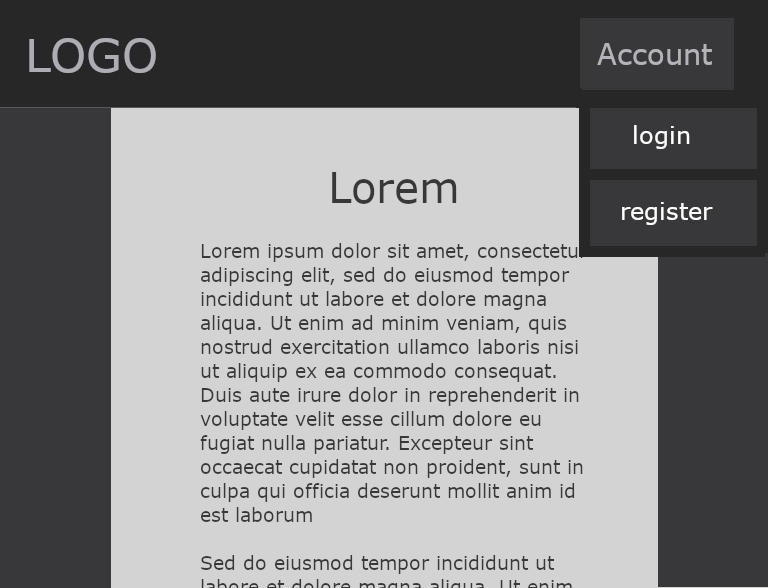 LOGO
Account
login
register
Lorem
Lorem ipsum dolor sit amet,
adipiscing elit, sed do eiusmod tempor
incididunt ut labore et dolore magna
aliqua. Ut enim ad minim veniam, quis
nostrud exercitation ullamco laboris nisi
ut aliquip ex ea commodo consequat.
Duis aute irure dolor in reprehenderit in
voluptate velit esse cillum dolore eu
fugiat nulla pariatur. Excepteur sint
occaecat cupidatat non proident, sunt in
culpa qui officia deserunt mollit anim id
est laborum
Sed do eiusmod tempor incididunt ut
labore et dolore magna aliqua. Ut enim